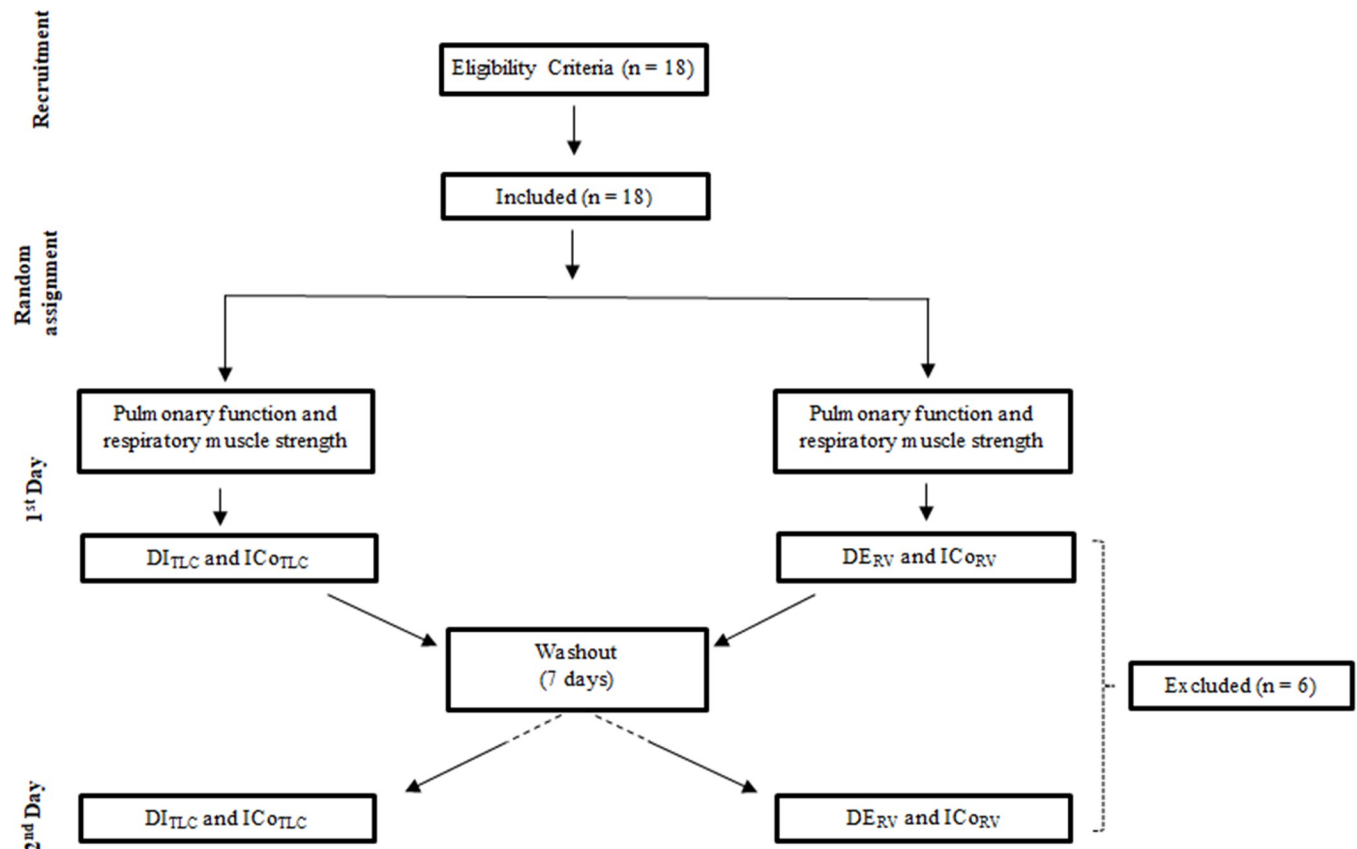 Recruitment
Eligibility Criteria (n = 18)
Included (n = 18)
Random
assignment
Pulmonary function and
respiratory muscle strength
Pulmonary function and
respiratory muscle strength
1st Day
DITLC and ICoTLC
DERV and ICoRV
Washout
(7 days)
Excluded (n = 6)
2nd Day
DITLC and ICoTLC
DERV and ICoRV